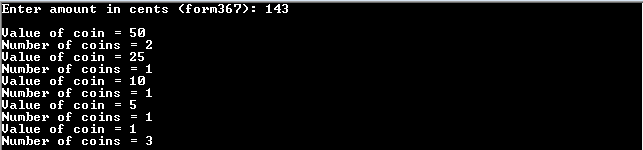 Enter amount in cents (form367): 143
Value of coin = 50
Number of coins = 2
Value of coin = 25
Number of coins = 1
Value of coin = 10
Number of coins = 1
Value of coin = 5
Number of coins = 1
Value of coin = 1
Number of coins = 3